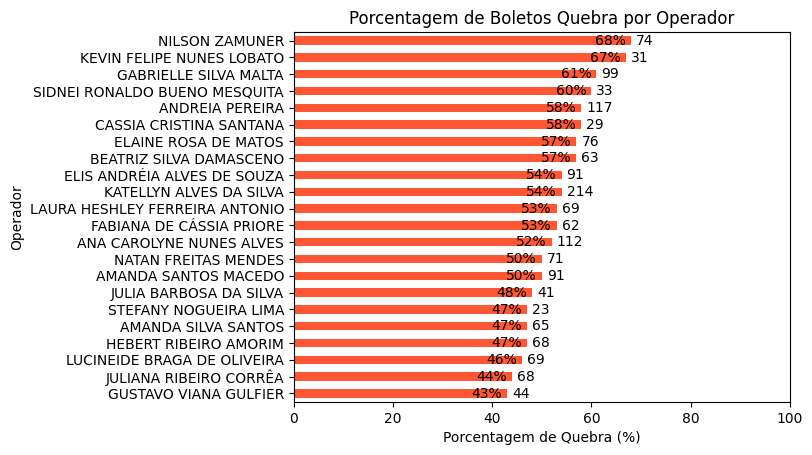 Porcentagem de Boletos Quebra por Operador
NILSON ZAMUNER 68% 74
KEVIN FELIPE NUNES LOBATO 67% 31
GABRIELLE SILVA MALTA 61% 99
SIDNEI RONALDO BUENO MESQUITA 60% 33
ANDREIA PEREIRA 58% 117
CASSIA CRISTINA SANTANA 58% 29
ELAINE ROSA DE MATOS 57% 76
BEATRIZ SILVA DAMASCENO 57% 63
ELIS ANDRÉIA ALVES DE SOUZA 54% 91
KATELLYN ALVES DA SILVA 54% 214
LAURA HESHLEY FERREIRA ANTONIO 53% 69
FABIANA DE CÁSSIA PRIORE 53% 62
ANA CAROLYNE NUNES ALVES 52% 112
NATAN FREITAS MENDES 50% 71
AMANDA SANTOS MACEDO 50% 91
JULIA BARBOSA DA SILVA 48% 41
STEFANY NOGUEIRA LIMA 47% 23
AMANDA SILVA SANTOS 47% 65
HEBERT RIBEIRO AMORIM 47% 68
LUCINEIDE BRAGA DE OLIVEIRA 46% 69
JULIANA RIBEIRO CORRÊA 44% 68
GUSTAVO VIANA GULFIER 43% 44
Operador
0 20 40 60 80 100
Porcentagem de Quebra (%)